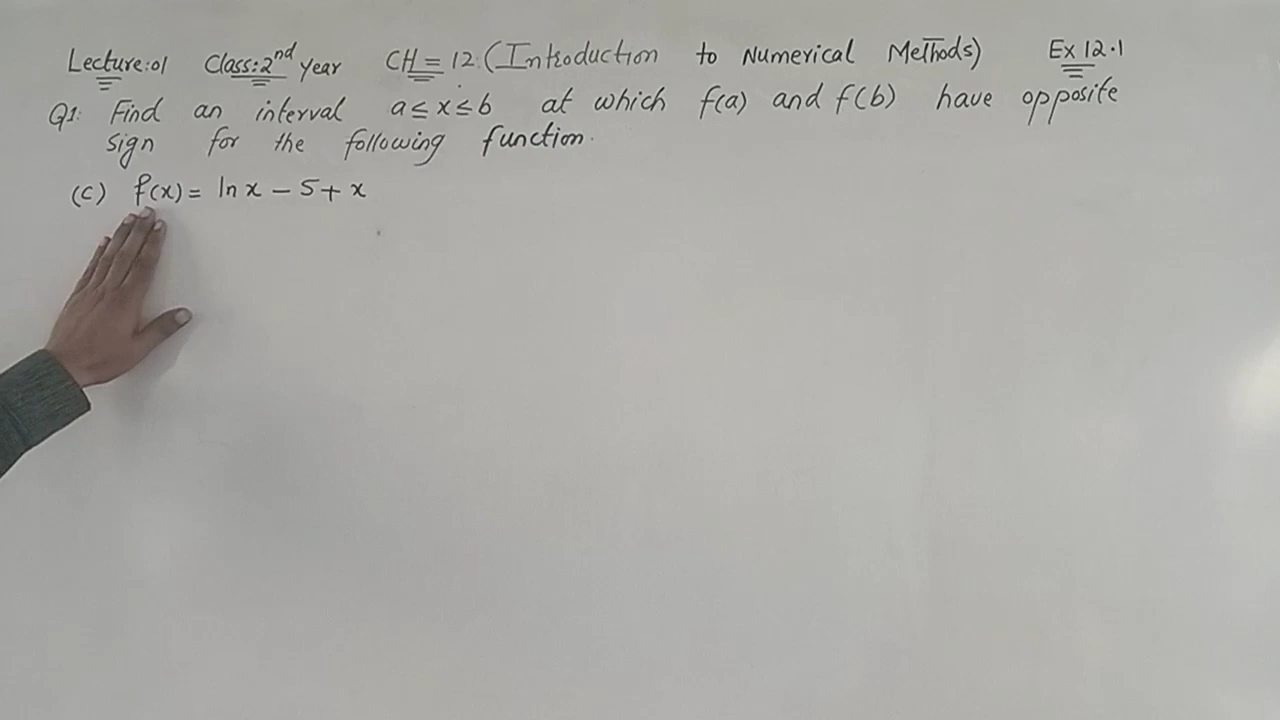 Lecture:01 Class:2nd year CH = 12 (Introduction to Numerical Methods) Ex 12.1
Q1: Find an interval a ≤ x ≤ b at which f(a) and f(b) have opposite
sign for the following function.
(c) f(x) = ln x - 5 + x